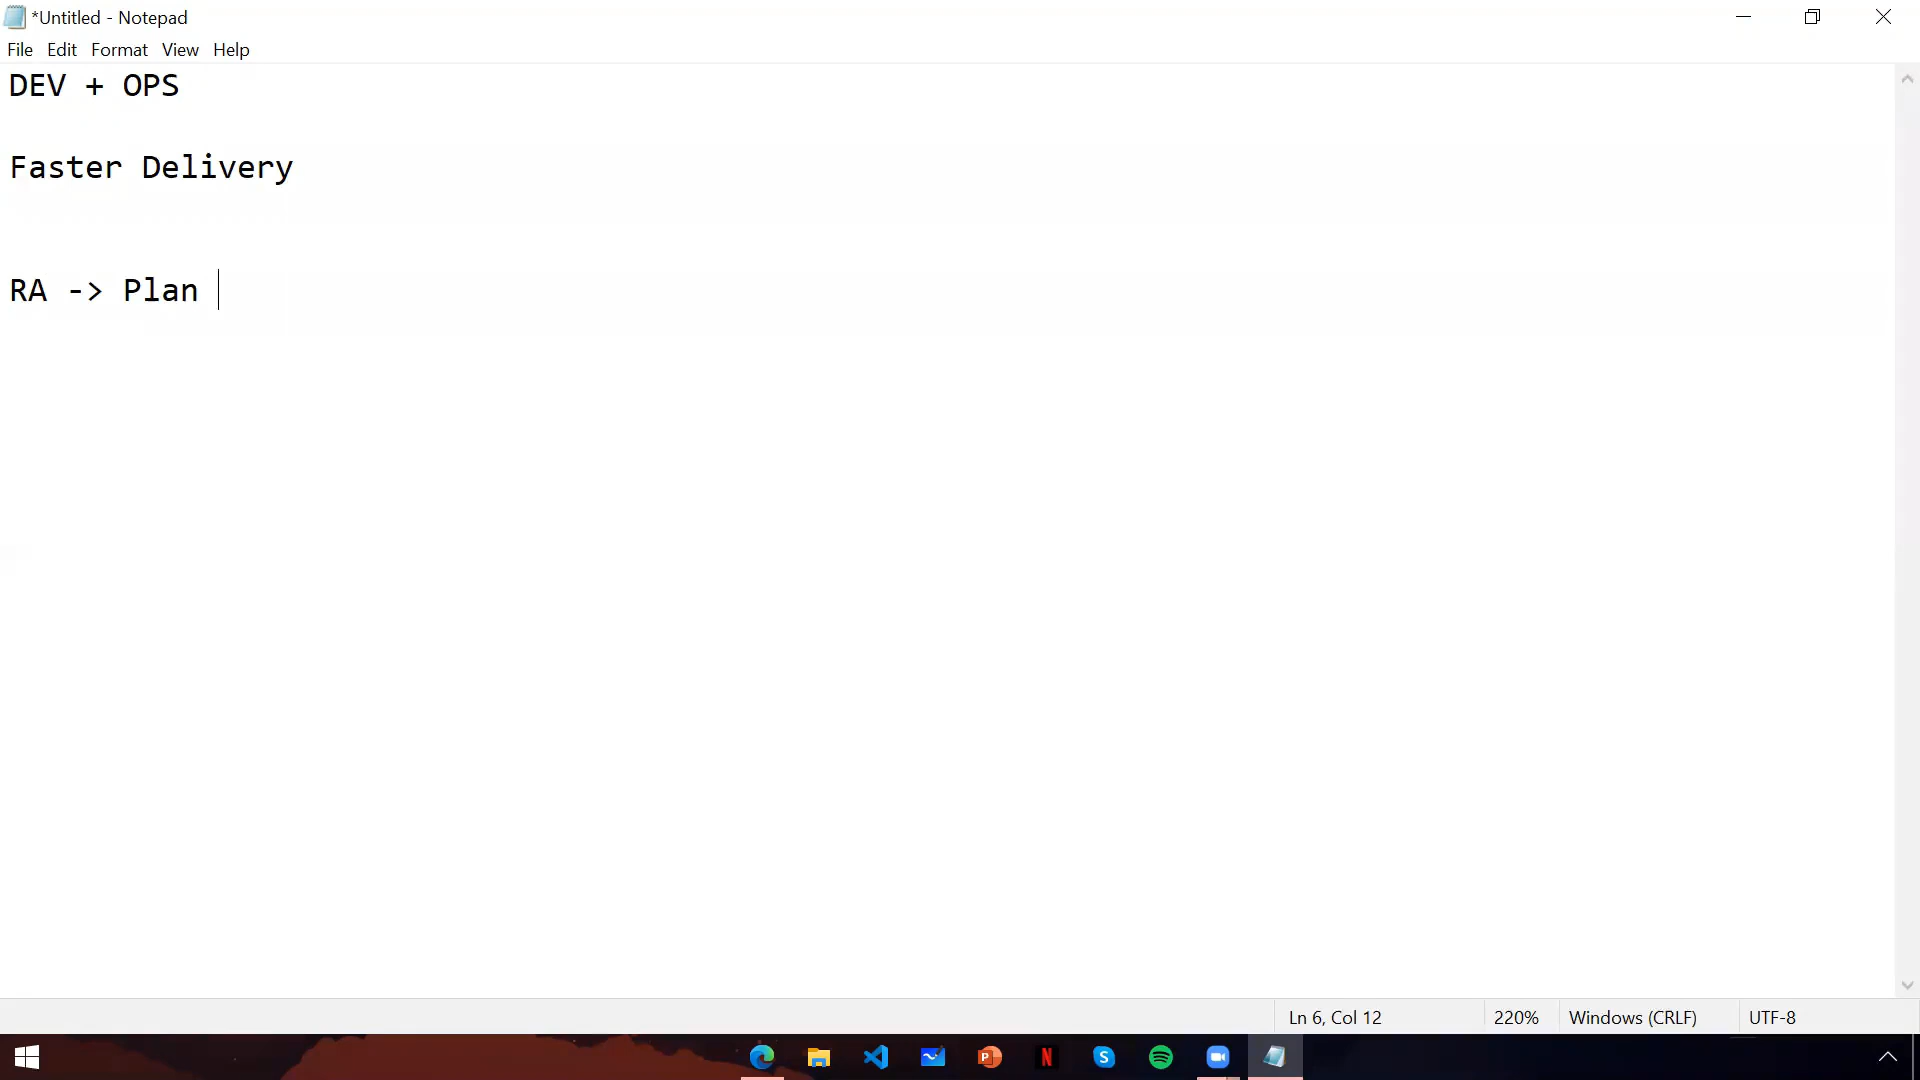 *Untitled - Notepad
File Edit Format View Help
DEV + OPS
Faster Delivery
RA -> Plan
Ln 6, Col 12 220% Windows (CRLF) UTF-8